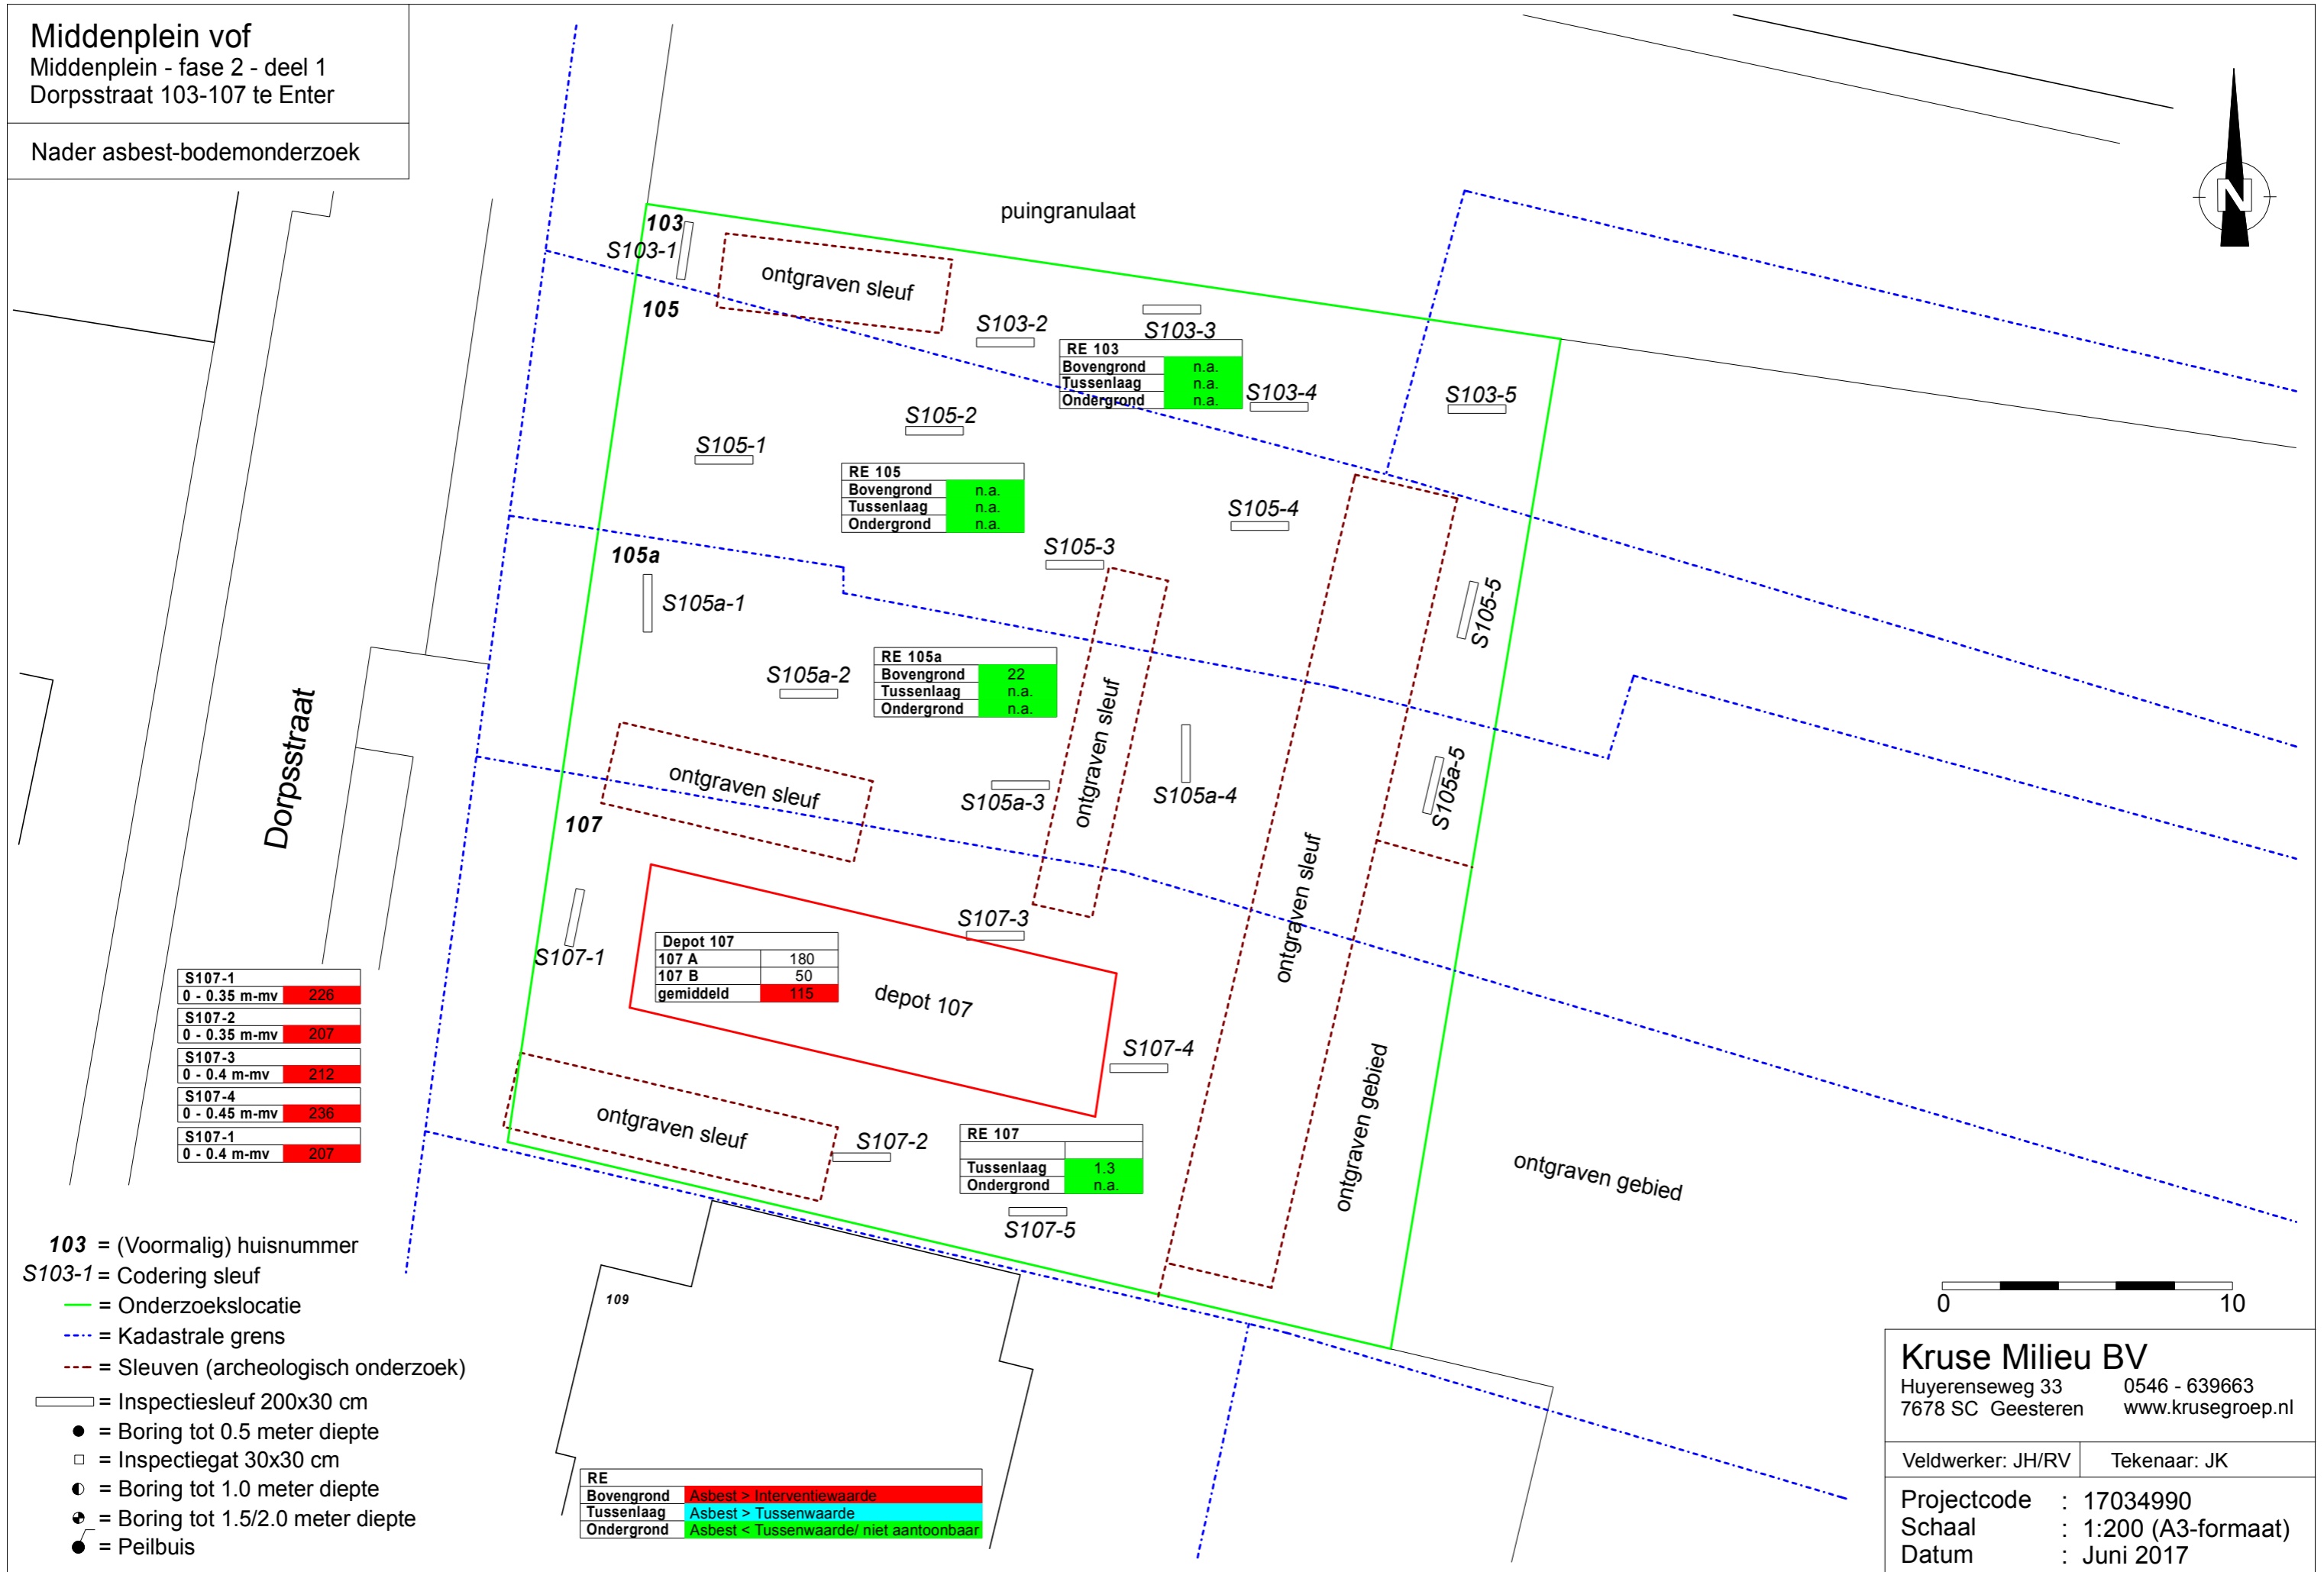 Middenplein vof
Middenplein - fase 2 - deel 1
Dorpsstraat 103-107 te Enter
Nader asbest-bodemonderzoek
N
puingranulaat
103
S103-1
ontgraven sleuf
105
S103-2
S103-3
RE 103
Bovengrond n.a.
Tussenlaag n.a.
Ondergrond n.a.
S103-4
S103-5
S105-1
S105-2
RE 105
Bovengrond n.a.
Tussenlaag n.a.
Ondergrond n.a.
S105-3
S105-4
S105-5
105a
S105a-1
S105a-2
RE 105a
Bovengrond 22
Tussenlaag n.a.
Ondergrond n.a.
ontgraven sleuf
ontgraven sleuf
S105a-3
S105a-4
S105a-5
Dorpsstraat
107
S107-1
S107-3
Depot 107
107 A 180
107 B 50
gemiddeld 115
depot 107
ontgraven sleuf
ontgraven gebied
ontgraven gebied
S107-4
ontgraven sleuf
S107-2
RE 107
Tussenlaag 1.3
Ondergrond n.a.
S107-5
S107-1
0 - 0.35 m-mv 226
S107-2
0 - 0.35 m-mv 207
S107-3
0 - 0.4 m-mv 212
S107-4
0 - 0.45 m-mv 236
S107-1
0 - 0.4 m-mv 207
109
103 = (Voormalig) huisnummer
S103-1 = Codering sleuf
= Onderzoekslocatie
= Kadastrale grens
= Sleuven (archeologisch onderzoek)
= Inspectiesleuf 200x30 cm
= Boring tot 0.5 meter diepte
= Inspectiegat 30x30 cm
= Boring tot 1.0 meter diepte
= Boring tot 1.5/2.0 meter diepte
= Peilbuis
RE
Bovengrond Asbest > Interventiewaarde
Tussenlaag Asbest > Tussenwaarde
Ondergrond Asbest < Tussenwaarde/ niet aantoonbaar
0 10
Kruse Milieu BV
Huyerenseweg 33 0546 - 639663
7678 SC Geesteren www.krusegroep.nl
Veldwerker: JH/RV Tekenaar: JK
Projectcode : 17034990
Schaal : 1:200 (A3-formaat)
Datum : Juni 2017